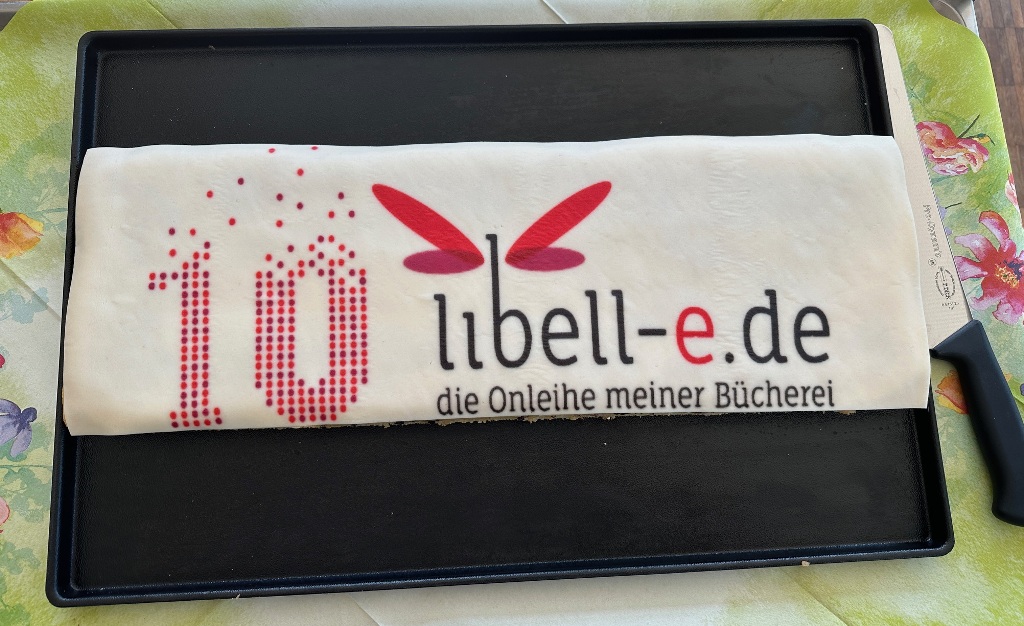 10
libell-e.de
die Onleihe meiner Bücherei